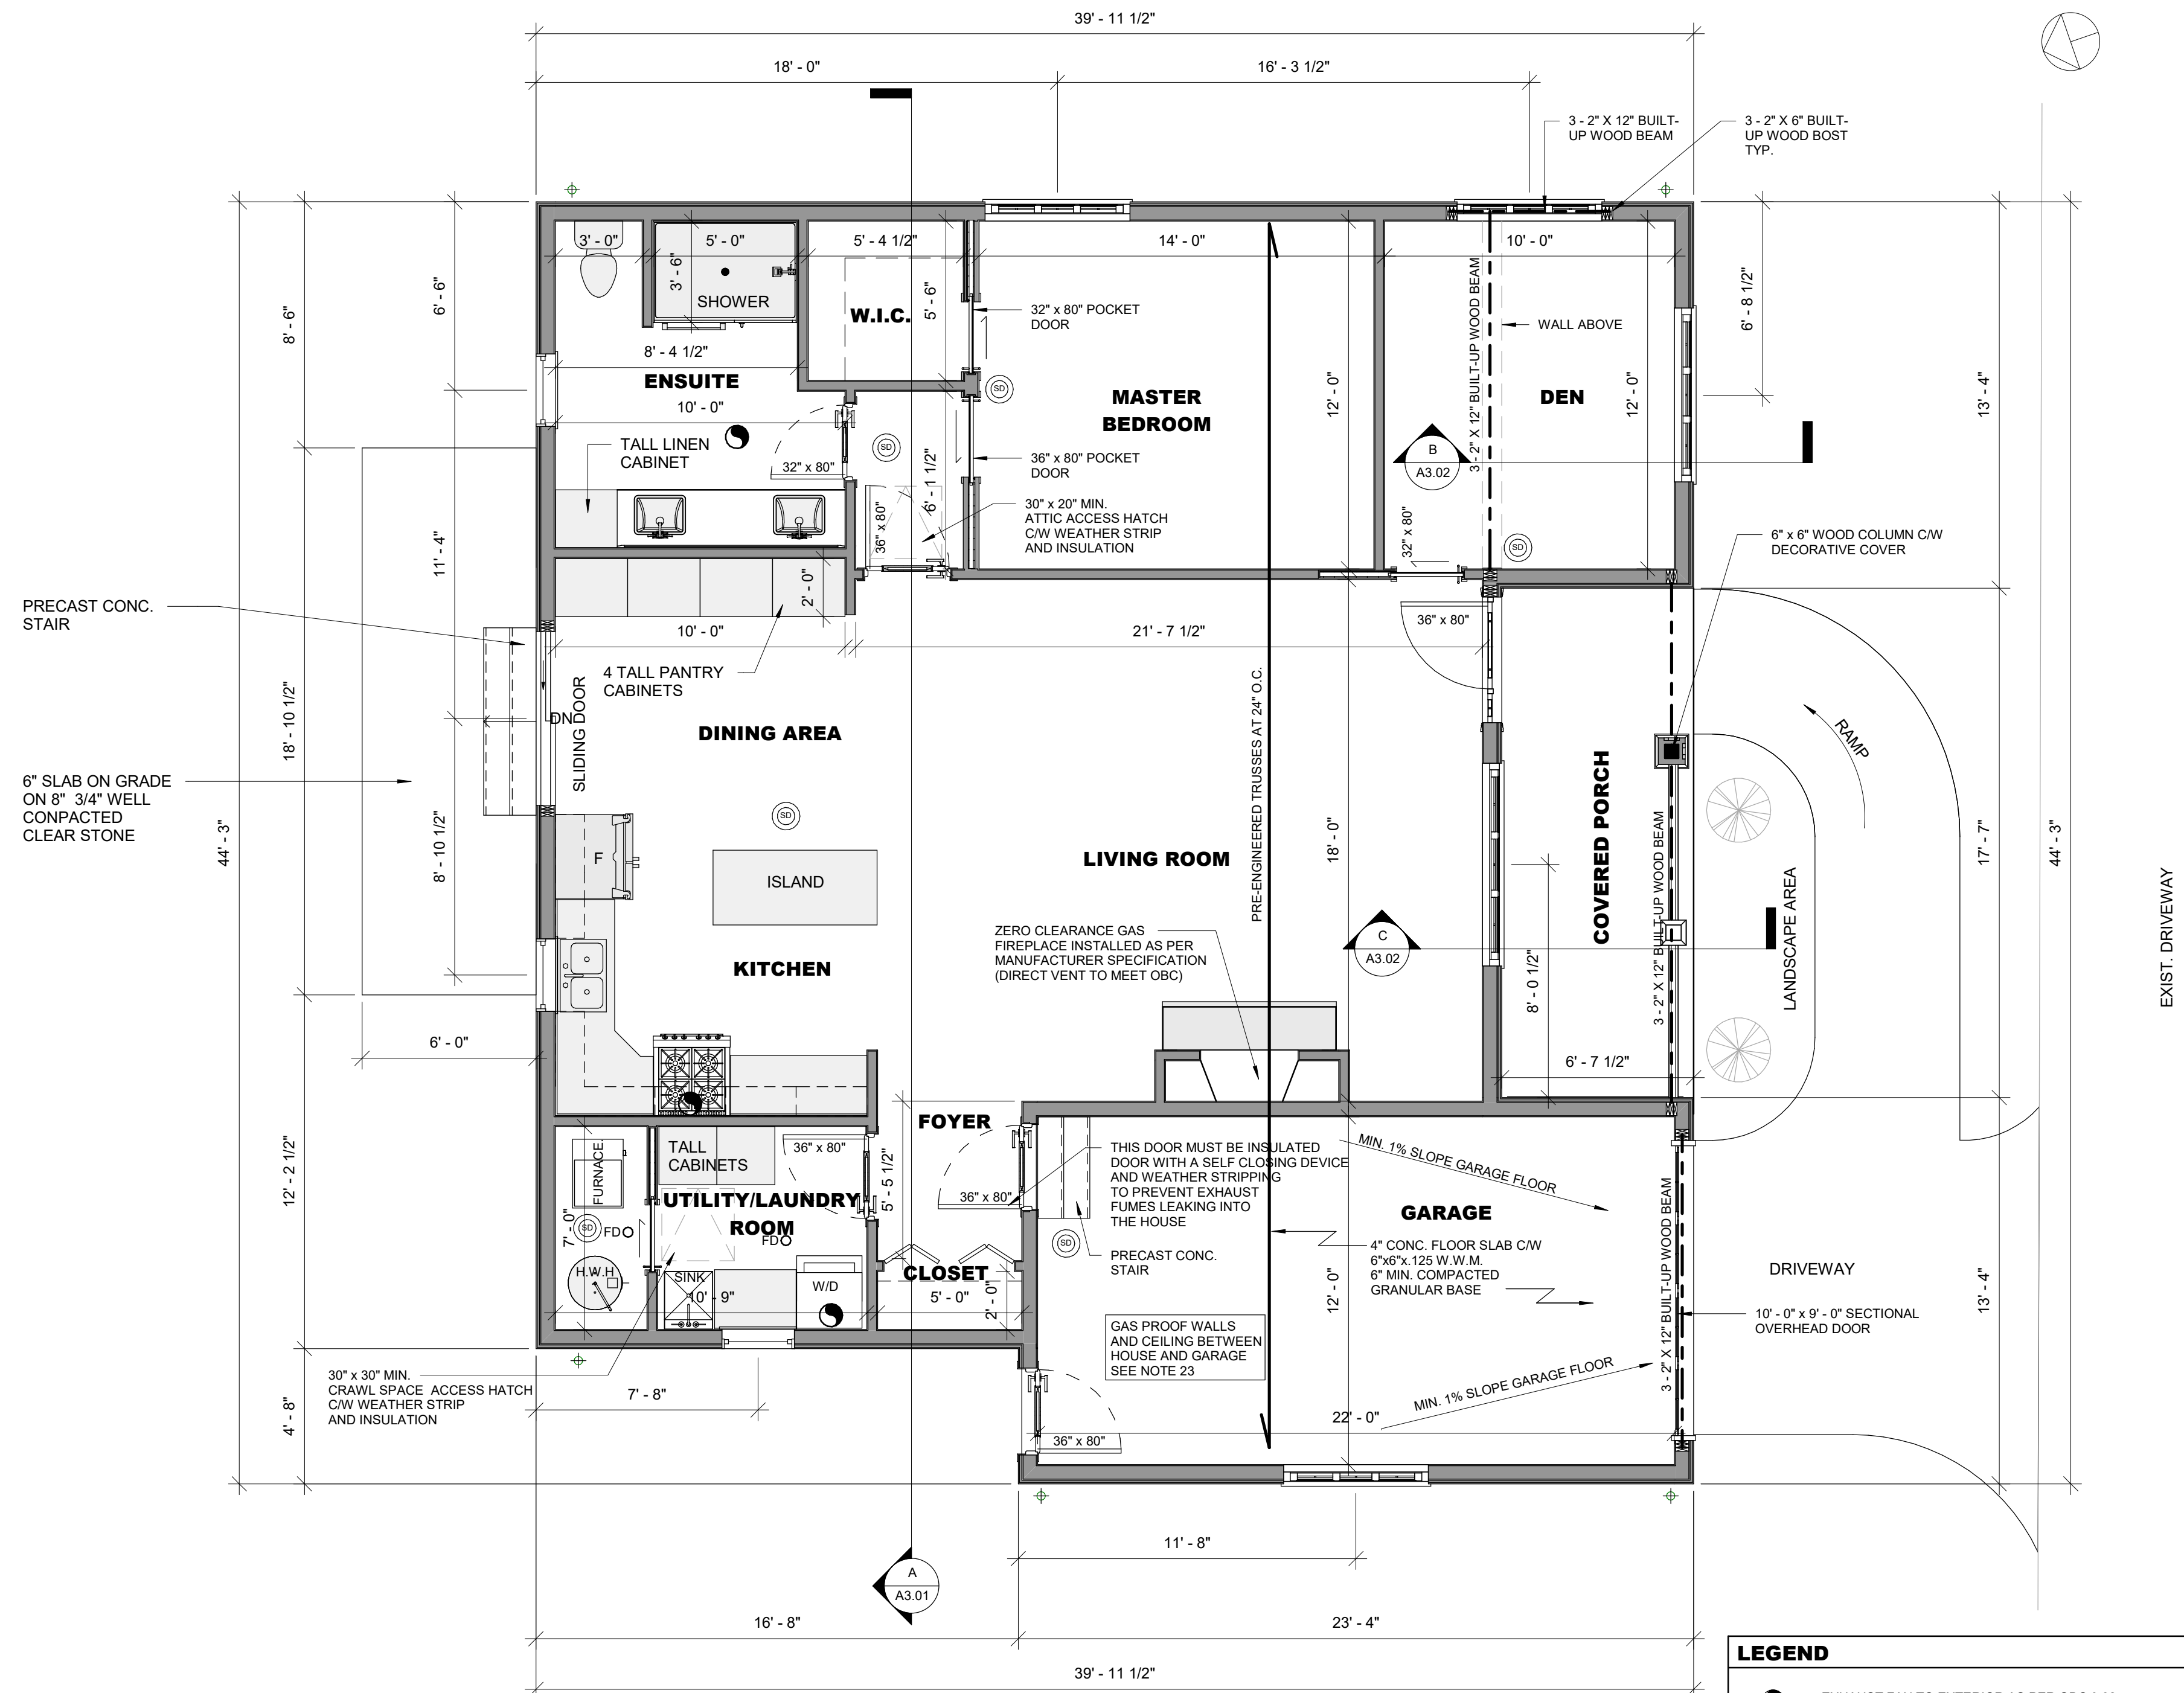 39' - 11 1/2"
18' - 0"
16' - 3 1/2"
3 - 2" X 12" BUILT-
UP WOOD BEAM
3 - 2" X 6" BUILT-
UP WOOD BOST
TYP.
3' - 0"
5' - 0"
5' - 4 1/2"
14' - 0"
10' - 0"
3' - 6"
SHOWER
W.I.C.
5' - 6"
32" x 80" POCKET
DOOR
WALL ABOVE
3 - 2" X 12" BUILT-UP WOOD BEAM
6' - 6"
8' - 6"
6' - 8 1/2"
13' - 4"
8' - 4 1/2"
ENSUITE
10' - 0"
SD
MASTER
BEDROOM
12' - 0"
DEN
12' - 0"
TALL LINEN
CABINET
32" x 80"
SD
6' - 1 1/2"
36" x 80" POCKET
DOOR
B
A3.02
36" x 80"
30" x 20" MIN.
ATTIC ACCESS HATCH
C/W WEATHER STRIP
AND INSULATION
32" x 80"
SD
6" x 6" WOOD COLUMN C/W
DECORATIVE COVER
11' - 4"
PRECAST CONC.
STAIR
2' - 0"
10' - 0"
21' - 7 1/2"
36" x 80"
4 TALL PANTRY
CABINETS
SLIDING DOOR
DN
DINING AREA
PRE-ENGINEERED TRUSSES AT 24" O.C.
RAMP
18' - 10 1/2"
6" SLAB ON GRADE
ON 8"  3/4" WELL
CONPACTED
CLEAR STONE
44' - 3"
8' - 10 1/2"
SD
F
ISLAND
LIVING ROOM
18' - 0"
COVERED PORCH
3 - 2" X 12" BUILT-UP WOOD BEAM
LANDSCAPE AREA
17' - 7"
44' - 3"
EXIST. DRIVEWAY
KITCHEN
ZERO CLEARANCE GAS
FIREPLACE INSTALLED AS PER
MANUFACTURER SPECIFICATION
(DIRECT VENT TO MEET OBC)
C
A3.02
8' - 0 1/2"
6' - 0"
6' - 7 1/2"
FOYER
12' - 2 1/2"
FURNACE
TALL
CABINETS
36" x 80"
5' - 5 1/2"
36" x 80"
THIS DOOR MUST BE INSULATED
DOOR WITH A SELF CLOSING DEVICE
AND WEATHER STRIPPING
TO PREVENT EXHAUST
FUMES LEAKING INTO
THE HOUSE
MIN. 1% SLOPE GARAGE FLOOR
UTILITY/LAUNDRY
ROOM
7' - 0"
SD
FD
FD
SD
GARAGE
PRECAST CONC.
STAIR
4" CONC. FLOOR SLAB C/W
6"x6"x.125 W.W.M.
6" MIN. COMPACTED
GRANULAR BASE
3 - 2" X 12" BUILT-UP WOOD BEAM
DRIVEWAY
H.W.H
SINK
W/D
CLOSET
10' - 9"
5' - 0"
2' - 0"
12' - 0"
13' - 4"
10' - 0" x 9' - 0" SECTIONAL
OVERHEAD DOOR
GAS PROOF WALLS
AND CEILING BETWEEN
HOUSE AND GARAGE
SEE NOTE 23
30" x 30" MIN.
CRAWL SPACE  ACCESS HATCH
C/W WEATHER STRIP
AND INSULATION
4' - 8"
7' - 8"
MIN. 1% SLOPE GARAGE FLOOR
22' - 0"
36" x 80"
11' - 8"
A
A3.01
16' - 8"
23' - 4"
39' - 11 1/2"
LEGEND